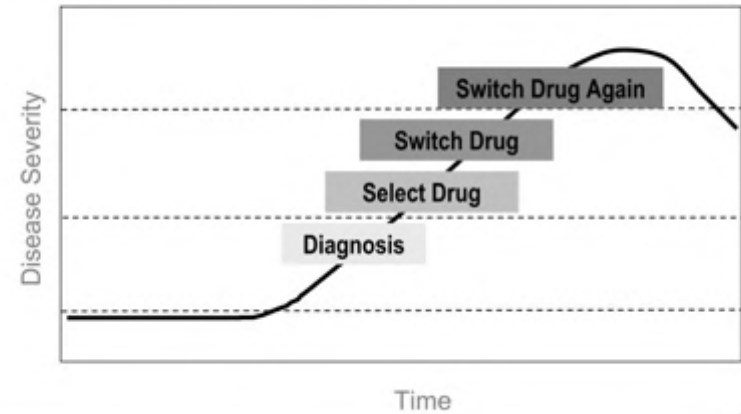 Disease Severity
Switch Drug Again
Switch Drug
Select Drug
Diagnosis
Time